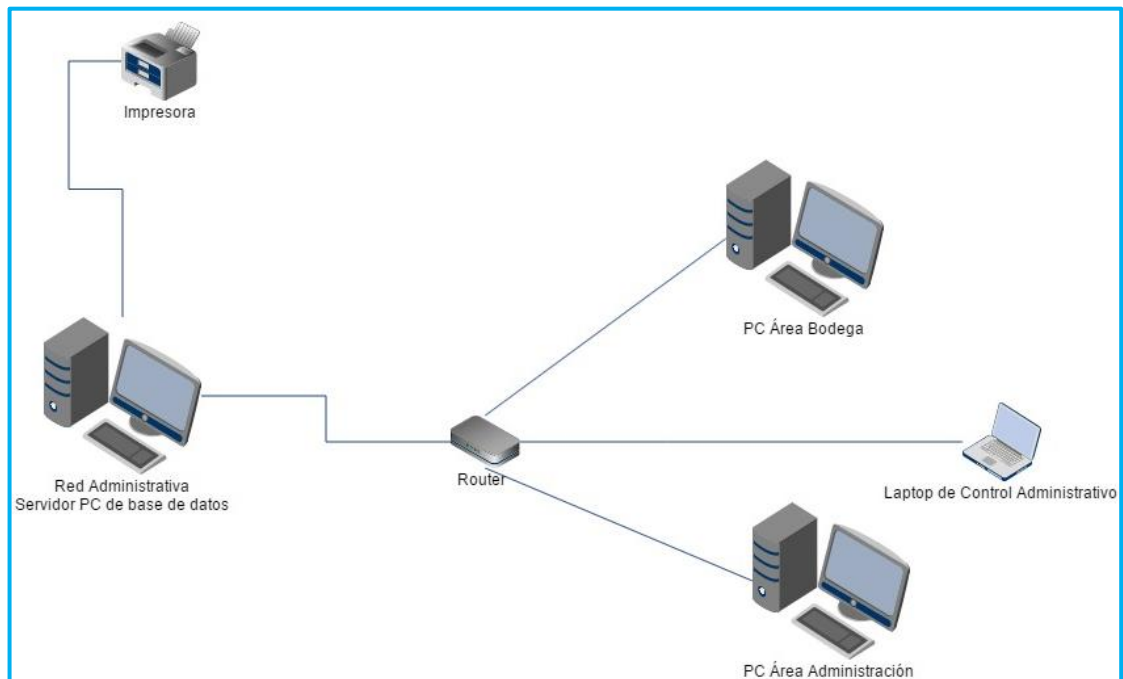 Impresora
PC Área Bodega
Router
Laptop de Control Administrativo
Red Administrativa
Servidor PC de base de datos
PC Área Administración